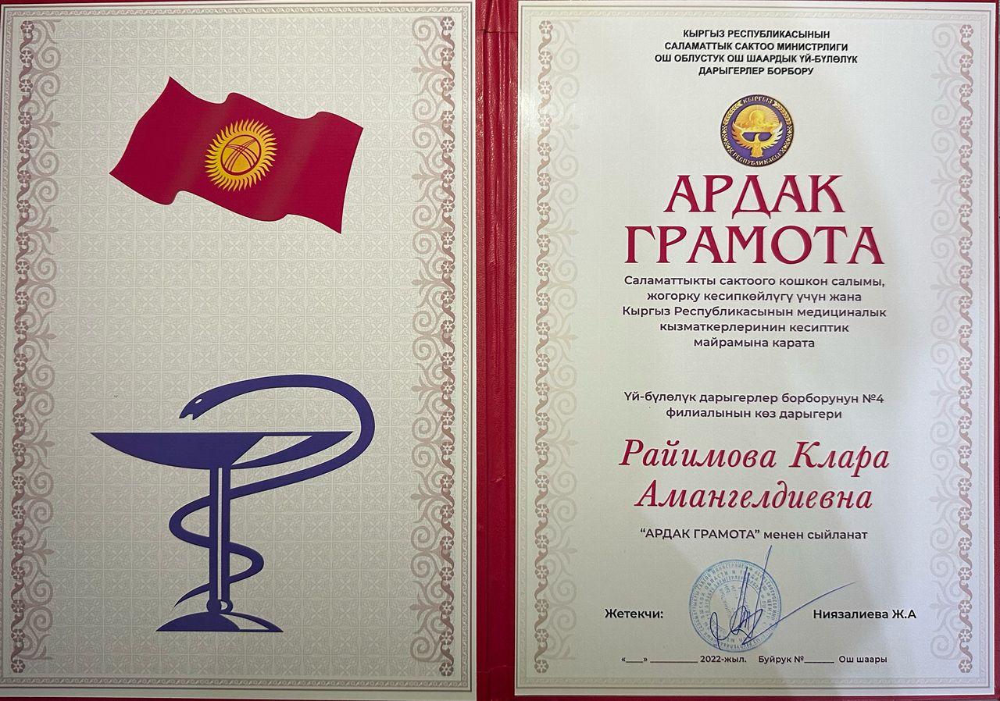 КЫРГЫЗ РЕСПУБЛИКАСЫНЫН
САЛАМАТТЫК САКТОО МИНИСТРЛИГИ
ОШ ОБЛУСТУК ОШ ШААРДЫК ҮЙ-БҮЛӨЛҮК
ДАРЫГЕРЛЕР БОРБОРУ
КЫРГЫЗ
РЕСПУБЛИКАСЫ
АРДАК
ГРАМОТА
Саламаттыкты сактоого кошкон салымы,
жогорку кесипкөйлүгү үчүн жана
Кыргыз Республикасынын медициналык
кызматкерлеринин кесиптик
майрамына карата
Үй-бүлөлүк дарыгерлер борборунун №4
филиалынын көз дарыгери
Райимова Клара
Амангелдиевна
“АРДАК ГРАМОТА” менен сыйланат
Жетекчи: Ниязалиева Ж.А
«___» __________ 2022-жыл. Буйрук №______ Ош шаары